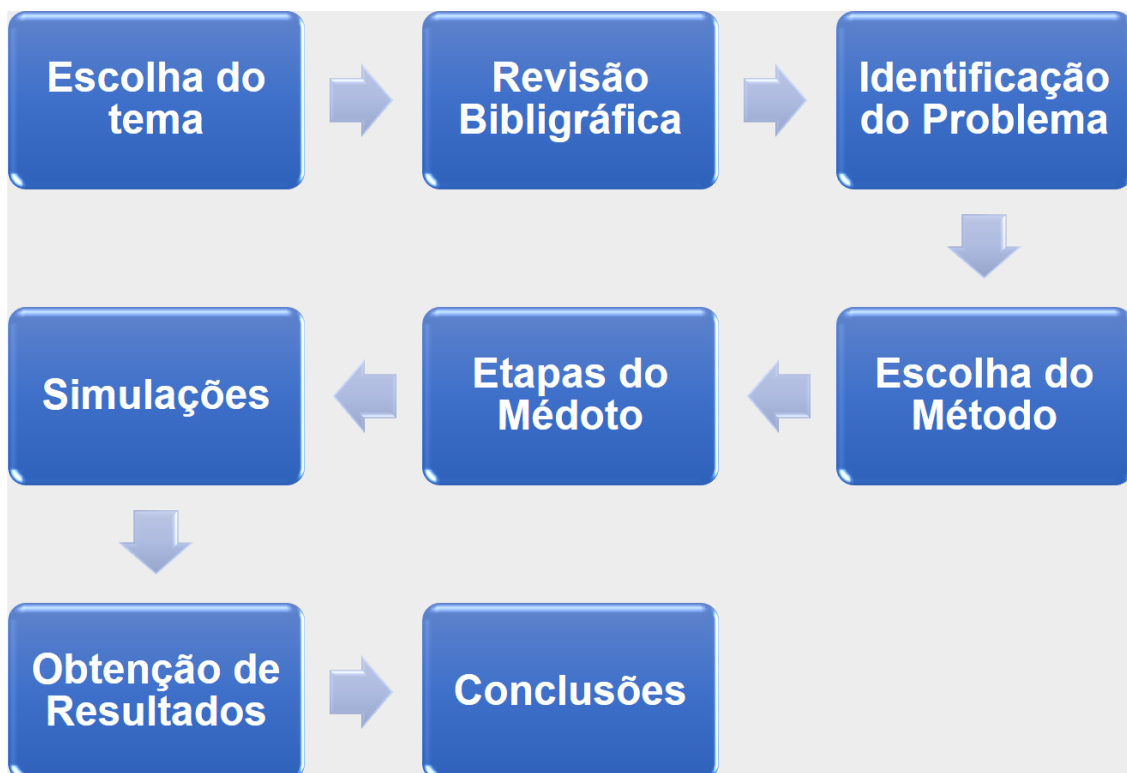 Escolha do
tema
Revisão
Bibligráfica
Identificação
do Problema
Escolha do
Método
Etapas do
Médoto
Simulações
Obtenção de
Resultados
Conclusões